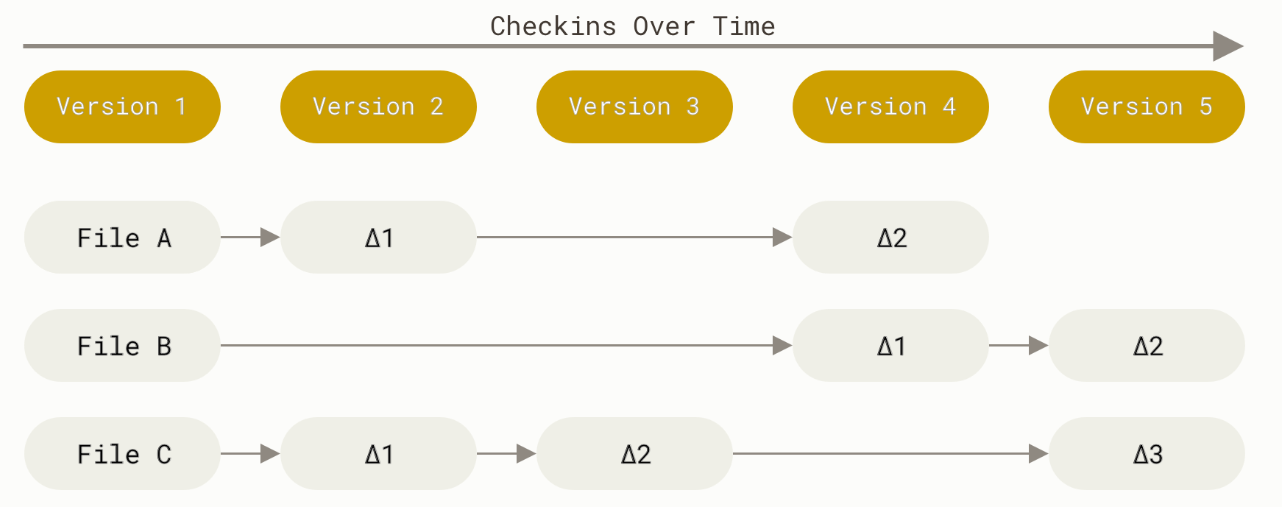 Checkins Over Time
Version 1 Version 2 Version 3 Version 4 Version 5
File A Δ1 Δ2
File B Δ1 Δ2
File C Δ1 Δ2 Δ3